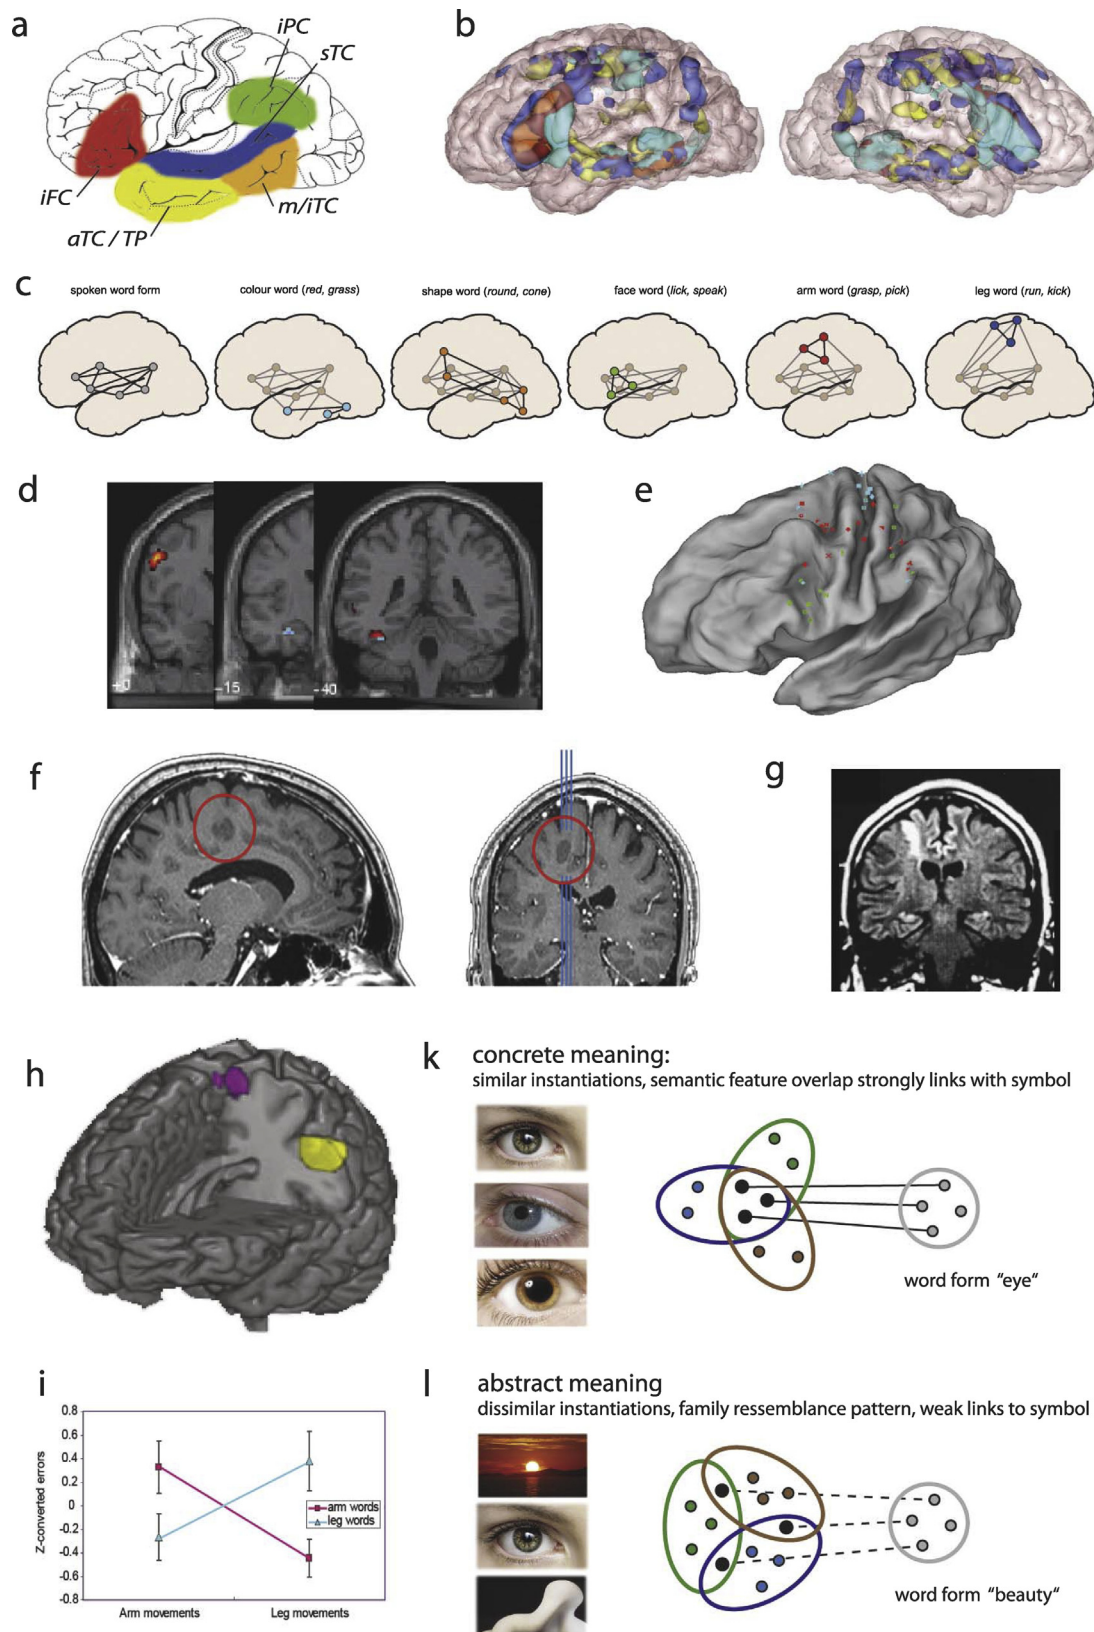 a
iPC
sTC
iFC
m/iTC
aTC / TP
b
c
spoken word form
colour word (red, grass)
shape word (round, cone)
face word (lick, speak)
arm word (grasp, pick)
leg word (run, kick)
d
+0
-15
-40
e
f
g
h
k
concrete meaning:
similar instantiations, semantic feature overlap strongly links with symbol
word form “eye“
i
0.8
0.6
0.4
0.2
0
-0.2
-0.4
-0.6
-0.8
Z-converted errors
arm words
leg words
Arm movements
Leg movements
l
abstract meaning
dissimilar instantiations, family ressemblance pattern, weak links to symbol
word form “beauty“